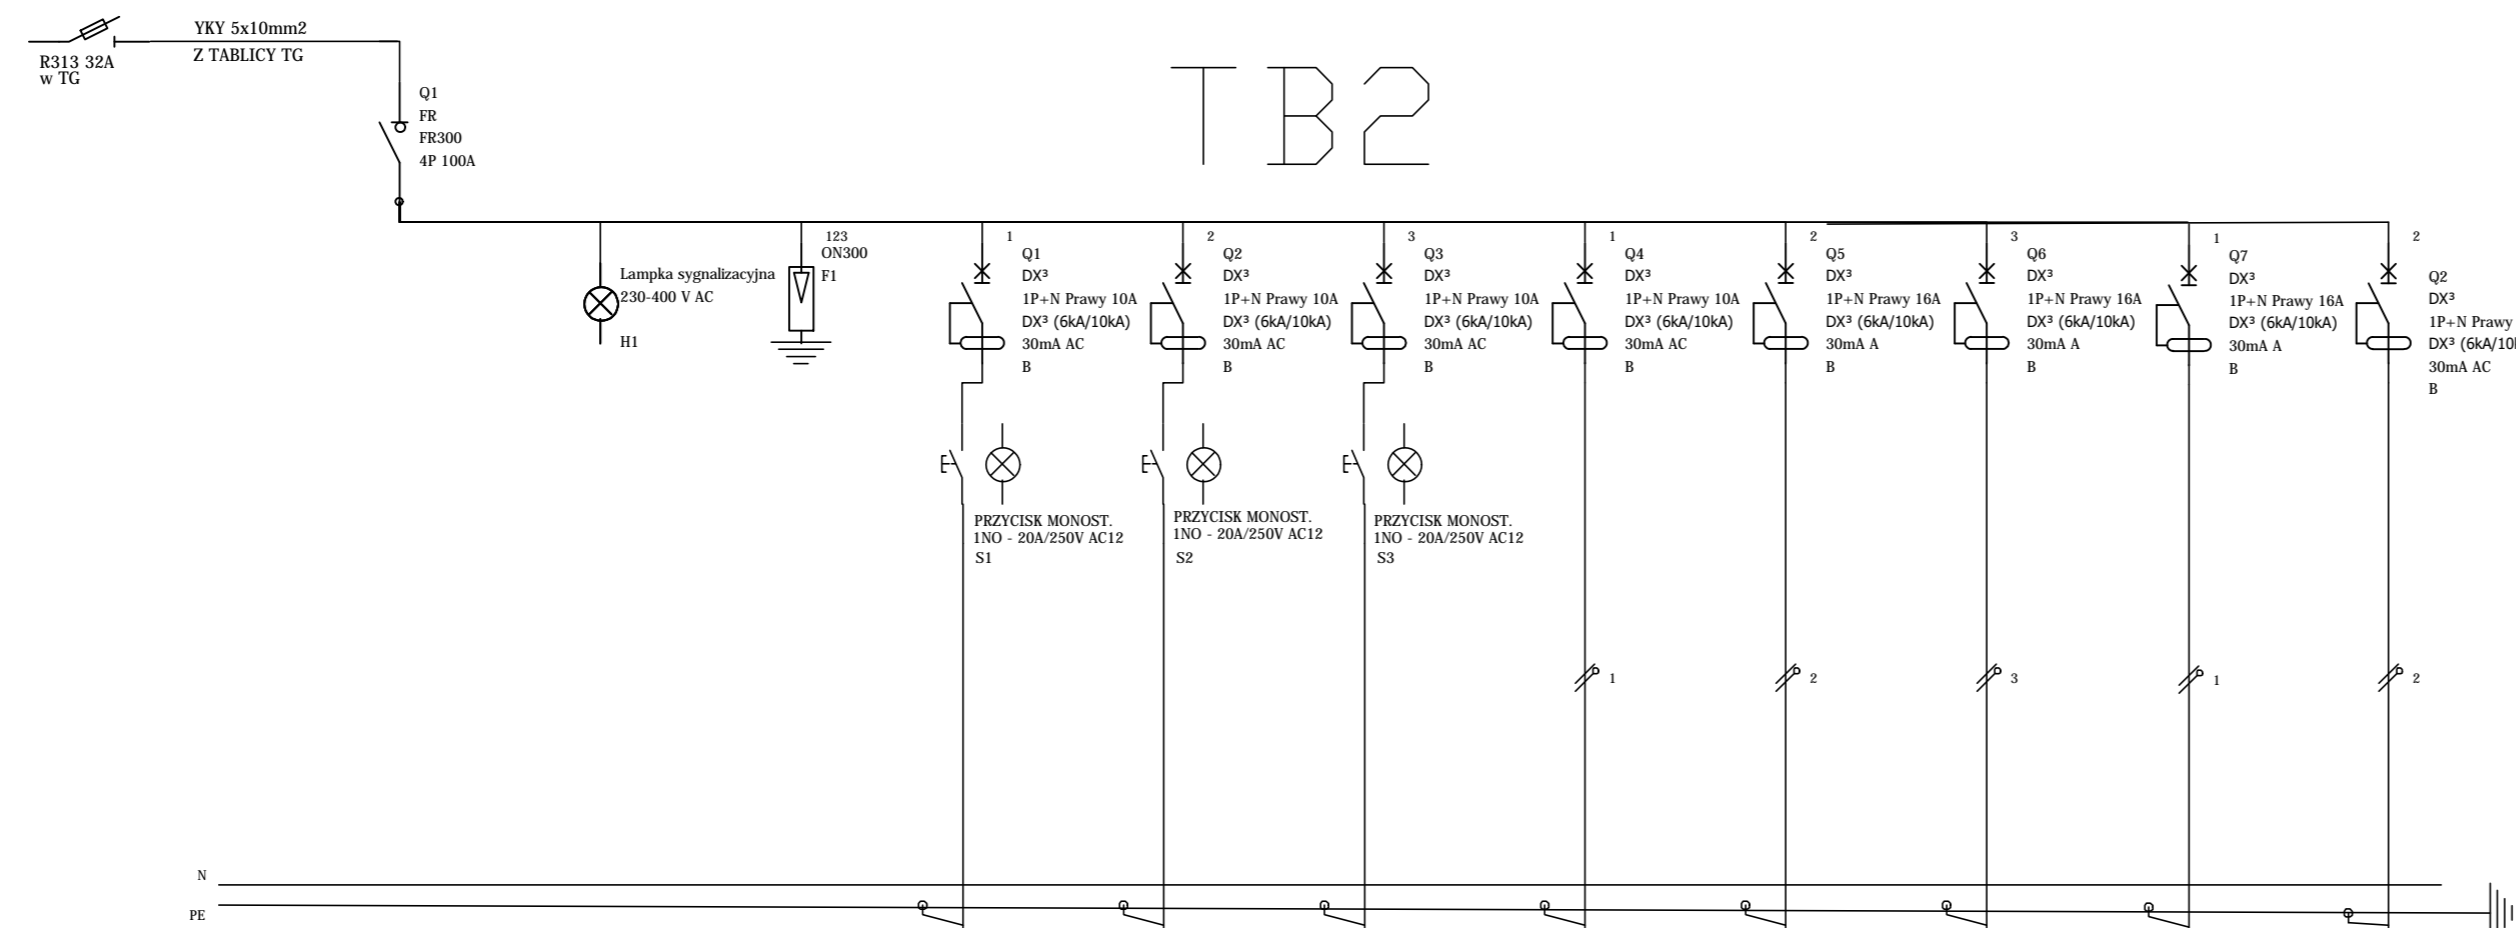 YKY 5x10mm2
Z TABLICY TG
R313 32A
w TG
TB2
Q1
FR
FR300
4P 100A
Lampka sygnalizacyjna
230-400 V AC
H1
123
ON300
F1
1
Q1
DX³
1P+N Prawy 10A
DX³ (6kA/10kA)
30mA AC
B
2
Q2
DX³
1P+N Prawy 10A
DX³ (6kA/10kA)
30mA AC
B
3
Q3
DX³
1P+N Prawy 10A
DX³ (6kA/10kA)
30mA AC
B
1
Q4
DX³
1P+N Prawy 10A
DX³ (6kA/10kA)
30mA AC
B
2
Q5
DX³
1P+N Prawy 16A
DX³ (6kA/10kA)
30mA A
B
3
Q6
DX³
1P+N Prawy 16A
DX³ (6kA/10kA)
30mA A
B
1
Q7
DX³
1P+N Prawy 16A
DX³ (6kA/10kA)
30mA A
B
2
Q2
DX³
1P+N Prawy
DX³ (6kA/10
30mA AC
B
PRZYCISK MONOST.
1NO - 20A/250V AC12
S1
PRZYCISK MONOST.
1NO - 20A/250V AC12
S2
PRZYCISK MONOST.
1NO - 20A/250V AC12
S3
1
2
3
1
2
N
PE